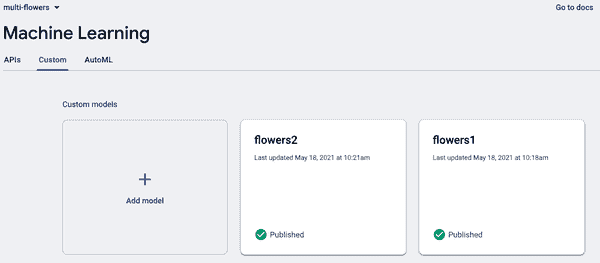 multi-flowers
Go to docs
Machine Learning
APIs
Custom
AutoML
Custom models
Add model
flowers2
Last updated May 18, 2021 at 10:21am
Published
flowers1
Last updated May 18, 2021 at 10:18am
Published